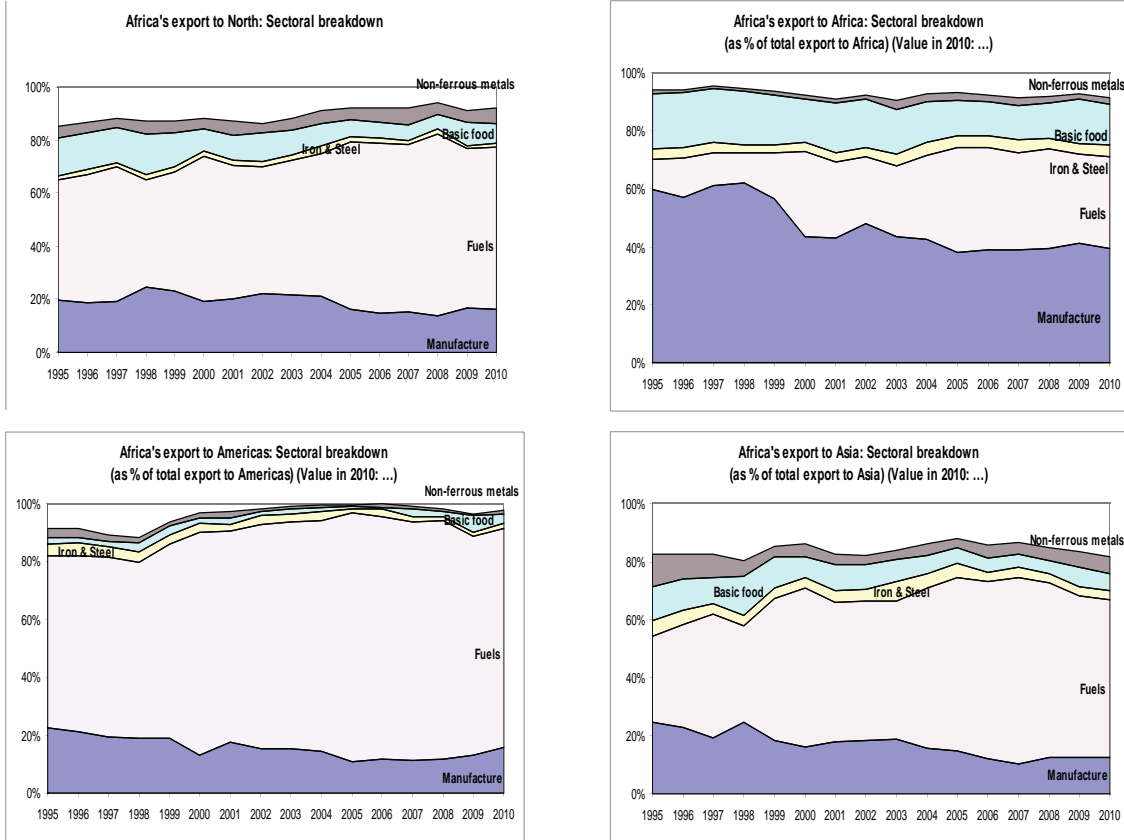 Africa's export to North: Sectoral breakdown
100%
80%
60%
40%
20%
0%
Non-ferrous metals
Basic food
Iron & Steel
Fuels
Manufacture
1995 1996 1997 1998 1999 2000 2001 2002 2003 2004 2005 2006 2007 2008 2009 2010
Africa's export to Africa: Sectoral breakdown
(as % of total export to Africa) (Value in 2010: ...)
100%
80%
60%
40%
20%
0%
Non-ferrous metals
Basic food
Iron & Steel
Fuels
Manufacture
1995 1996 1997 1998 1999 2000 2001 2002 2003 2004 2005 2006 2007 2008 2009 2010
Africa's export to Americas: Sectoral breakdown
(as % of total export to Americas) (Value in 2010: ...)
100%
80%
60%
40%
20%
0%
Non-ferrous metals
Basic food
Iron & Steel
Fuels
Manufacture
1995 1996 1997 1998 1999 2000 2001 2002 2003 2004 2005 2006 2007 2008 2009 2010
Africa's export to Asia: Sectoral breakdown
(as % of total export to Asia) (Value in 2010: ...)
100%
80%
60%
40%
20%
0%
Non-ferrous metals
Basic food
Iron & Steel
Fuels
Manufacture
1995 1996 1997 1998 1999 2000 2001 2002 2003 2004 2005 2006 2007 2008 2009 2010